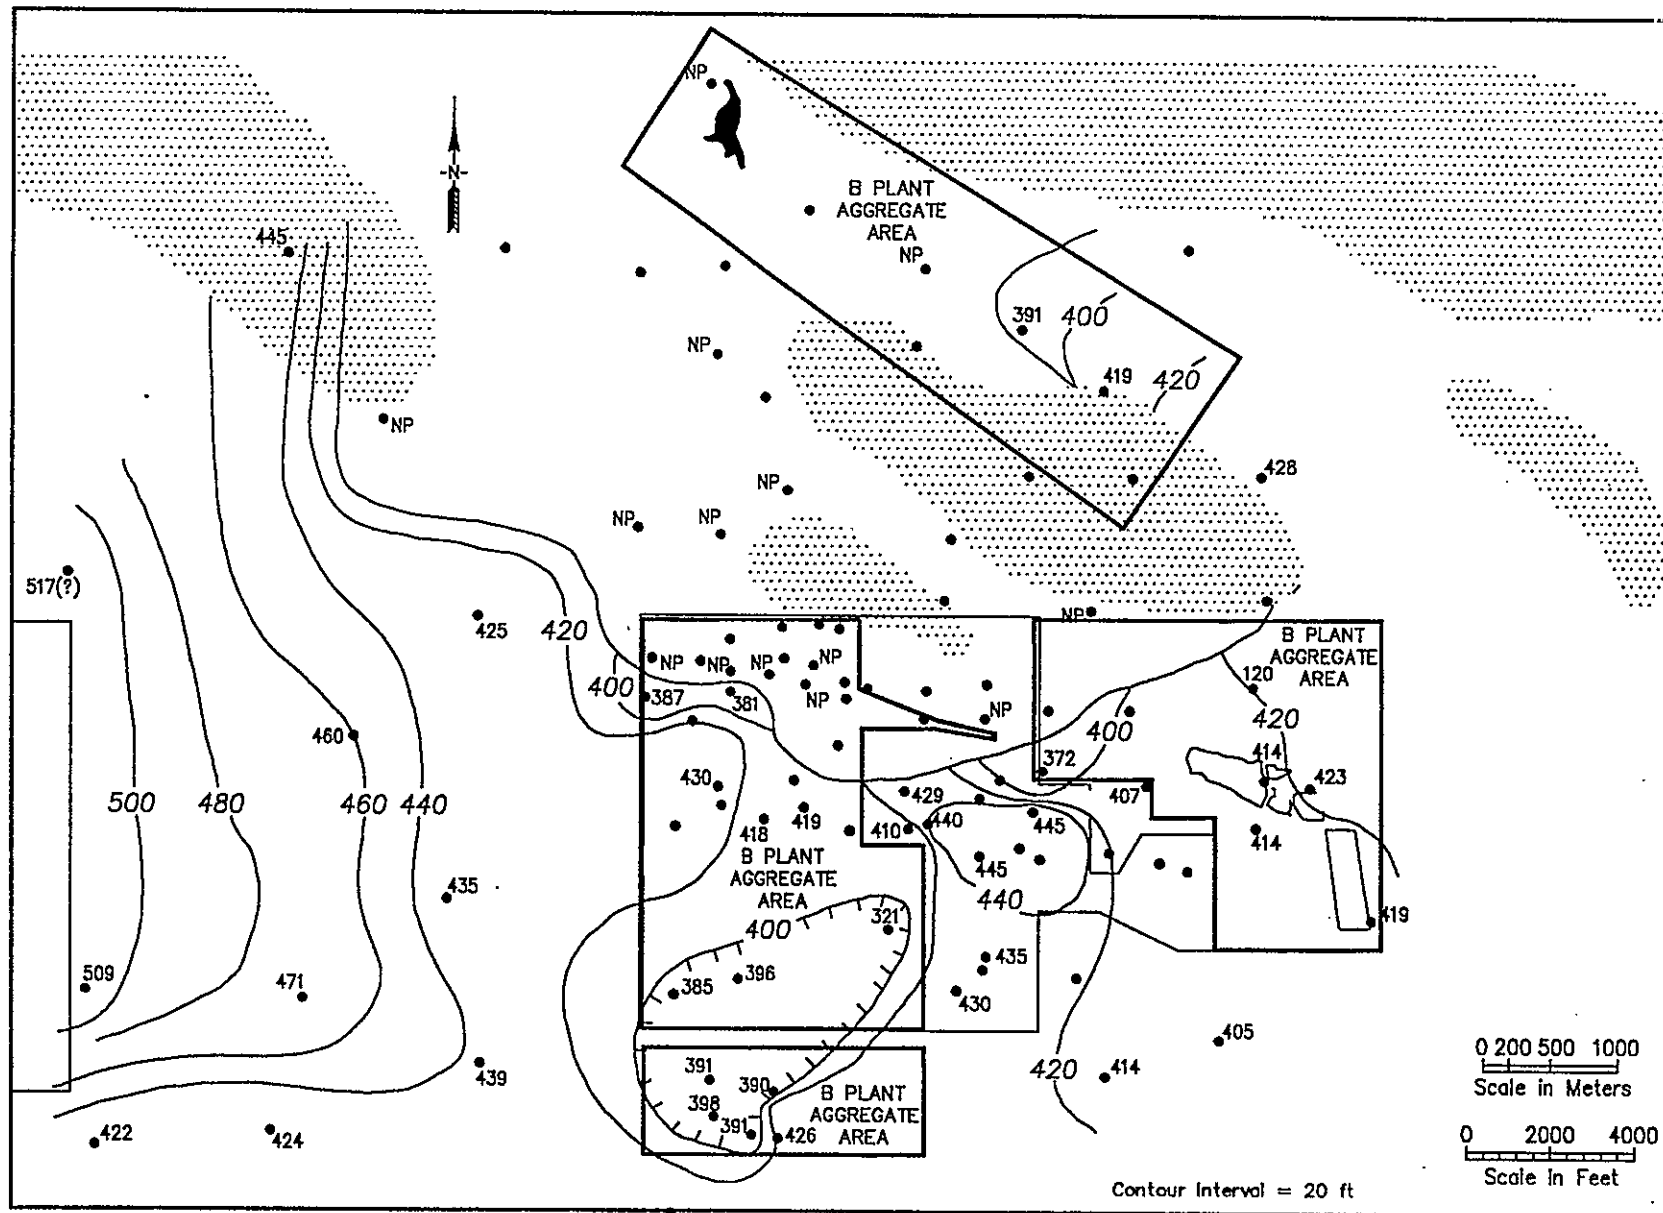 NP
-N-
B PLANT
AGGREGATE
AREA
445
NP
391
400
NP
419
420
NP
428
NP
NP
NP
517(?)
425
420
NP
B PLANT
AGGREGATE
AREA
NP
NP
NP
NP
120
400
387
381
NP
NP
420
400
460
372
414
430
423
500
480
460
440
429
407
418
419
410
440
445
414
B PLANT
AGGREGATE
AREA
445
435
440
400
321
419
435
509
471
385
396
430
405
439
391
420
414
390
398
B PLANT
AGGREGATE
AREA
391
426
422
424
0 200 500 1000
Scale in Meters
0 2000 4000
Scale in Feet
Contour Interval = 20 ft